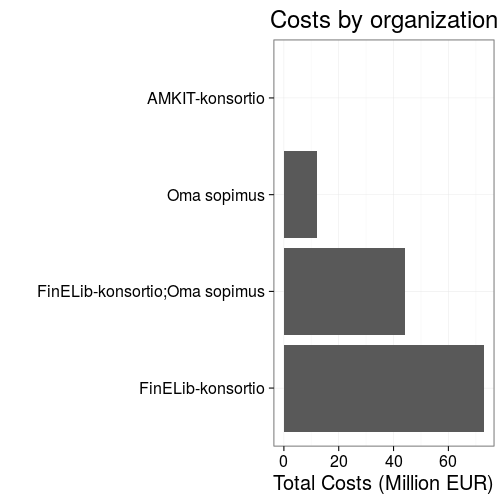 Costs by organization
AMKIT-konsortio
Oma sopimus
FinELib-konsortio;Oma sopimus
FinELib-konsortio
0 20 40 60
Total Costs (Million EUR)